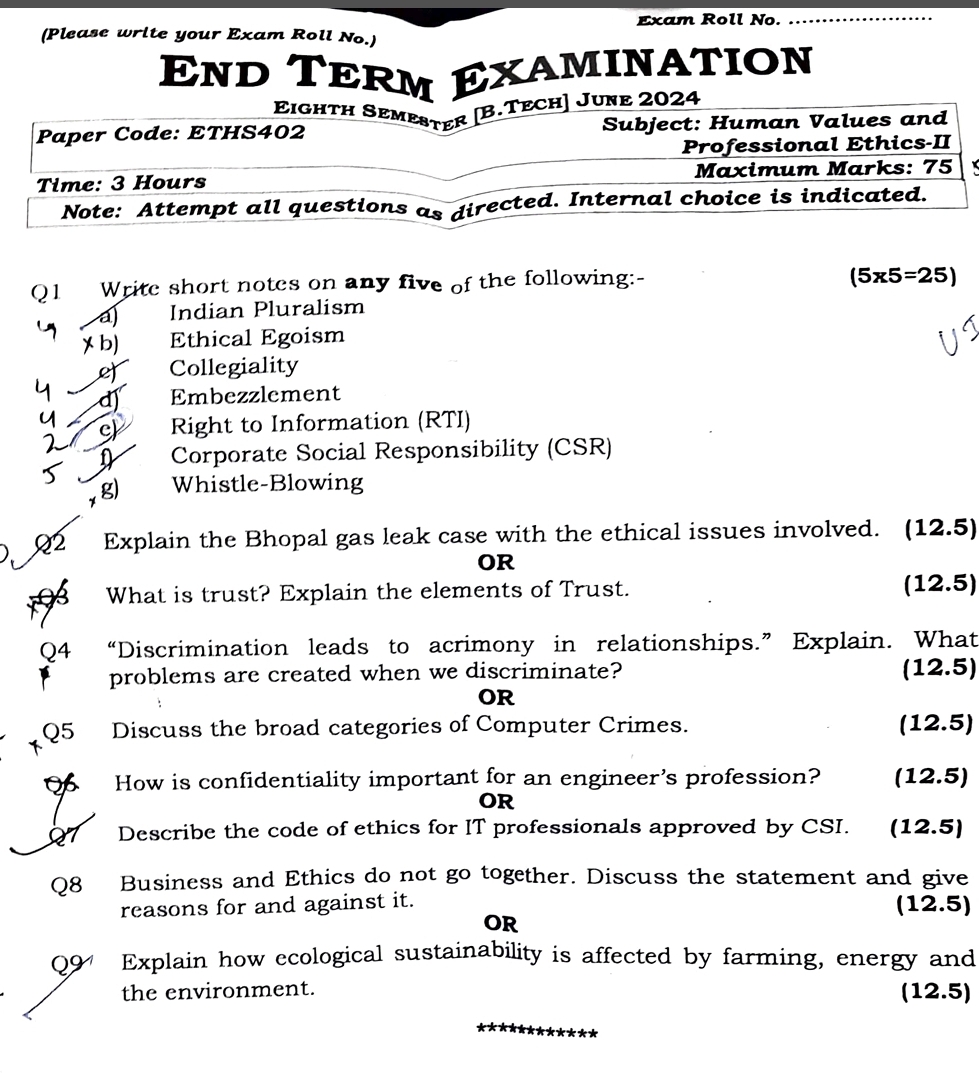 Exam Roll No. ......................
(Please write your Exam Roll No.)
END TERM EXAMINATION
EIGHTH SEMESTER [B.TECH] JUNE 2024
Paper Code: ETHS402
Subject: Human Values and
Professional Ethics-II
Maximum Marks: 75
Time: 3 Hours
Note: Attempt all questions as directed. Internal choice is indicated.
Q1 Write short notes on any five of the following:- (5x5=25)
a) Indian Pluralism
x b) Ethical Egoism
c) Collegiality
4 d) Embezzlement
4 e) Right to Information (RTI)
2 f) Corporate Social Responsibility (CSR)
5 x g) Whistle-Blowing
Q2 Explain the Bhopal gas leak case with the ethical issues involved. (12.5)
OR
x Q3 What is trust? Explain the elements of Trust. (12.5)
Q4 “Discrimination leads to acrimony in relationships.” Explain. What
problems are created when we discriminate? (12.5)
OR
x Q5 Discuss the broad categories of Computer Crimes. (12.5)
Q6 How is confidentiality important for an engineer’s profession? (12.5)
OR
Q7 Describe the code of ethics for IT professionals approved by CSI. (12.5)
Q8 Business and Ethics do not go together. Discuss the statement and give
reasons for and against it. (12.5)
OR
Q9 Explain how ecological sustainability is affected by farming, energy and
the environment. (12.5)
************